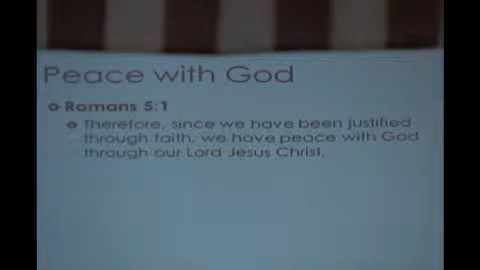 Peace with God
Romans 5:1
Therefore, since we have been justified
through faith, we have peace with God
through our Lord Jesus Christ,